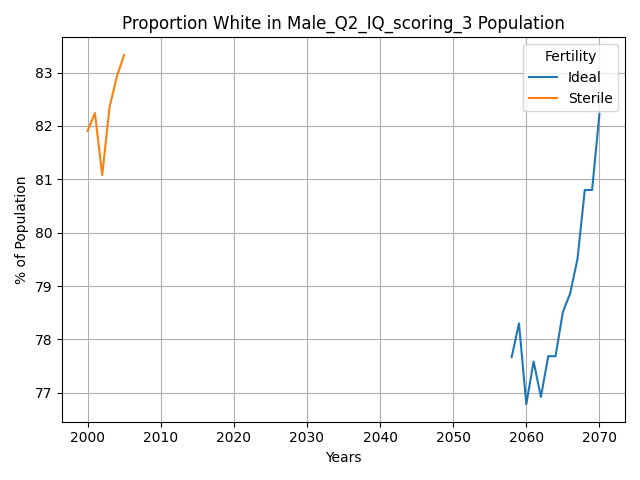 Proportion White in Male_Q2_IQ_scoring_3 Population
Fertility
Ideal
Sterile
83
82
81
80
79
78
77
% of Population
2000 2010 2020 2030 2040 2050 2060 2070
Years